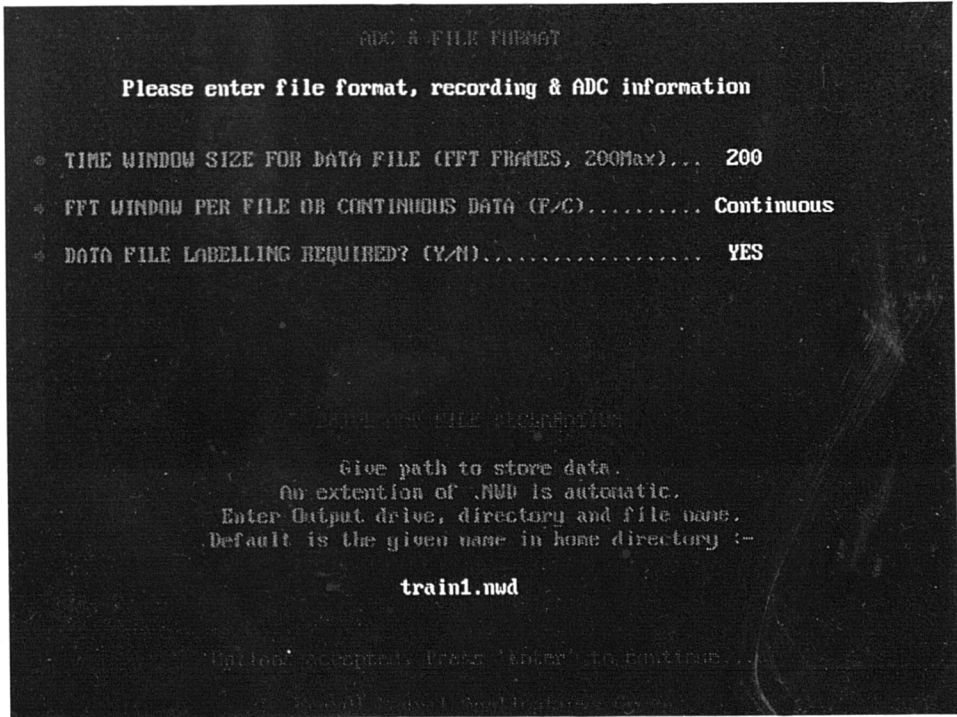 ADC & FILE FORMAT
Please enter file format, recording & ADC information
TIME WINDOW SIZE FOR DATA FILE (FFT FRAMES, 200Max)... 200
FFT WINDOW PER FILE OR CONTINUOUS DATA (F/C).......... Continuous
DATA FILE LABELLING REQUIRED? (Y/N)................... YES
FILE DECLARATION
Give path to store data.
An extention of .NWD is automatic.
Enter Output drive, directory and file name.
Default is the given name in home directory :-
train1.nwd
accepted. Press 'Enter' to continue...